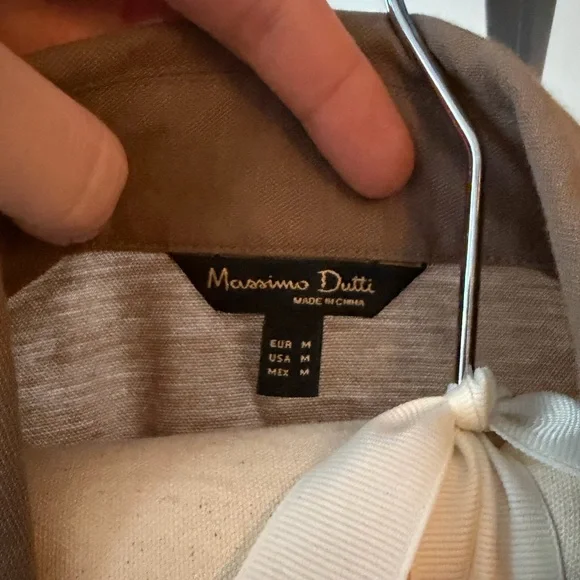 Massimo Dutti
MADE IN CHINA
EUR M
USA M
MEX M